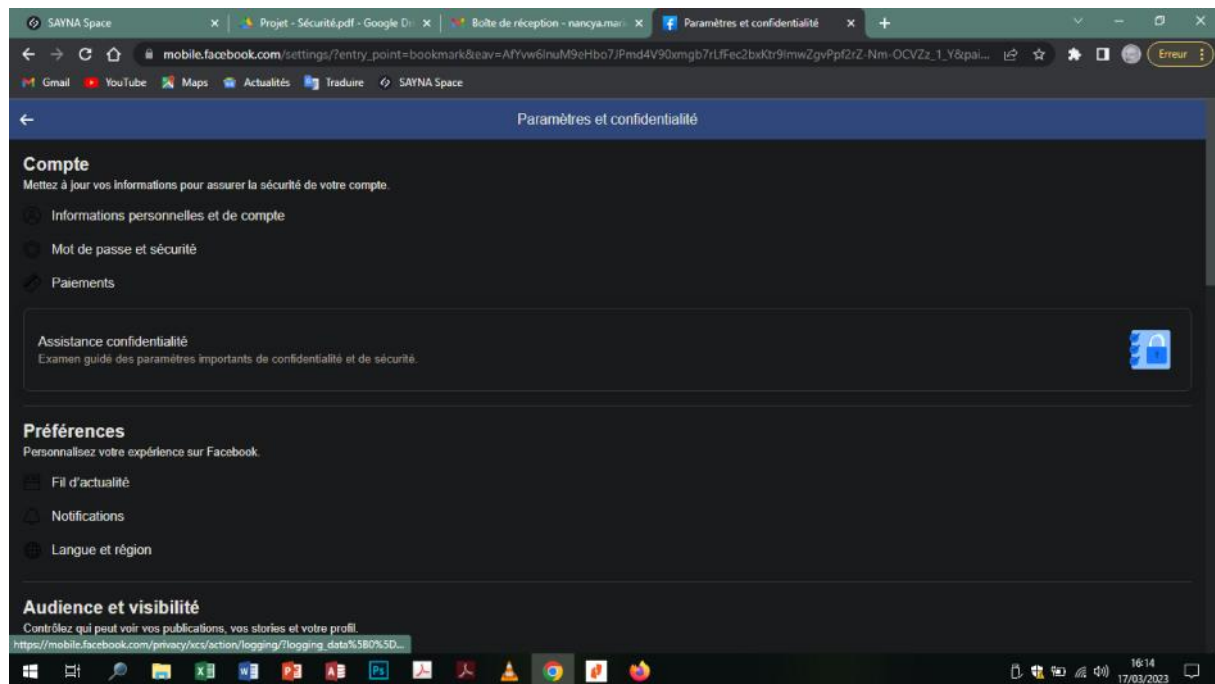 SAYNA Space
Projet - Sécurité.pdf - Google Dri
Boîte de réception - nancya.mari
Paramètres et confidentialité
mobile.facebook.com/settings/?entry_point=bookmark&eav=
Erreur
Gmail YouTube Maps Actualités Traduire SAYNA Space
Paramètres et confidentialité
Compte
Mettez à jour vos informations pour assurer la sécurité de votre compte.
Informations personnelles et de compte
Mot de passe et sécurité
Paiements
Assistance confidentialité
Examen guidé des paramètres importants de confidentialité et de sécurité.
Préférences
Personnalisez votre expérience sur Facebook.
Fil d'actualité
Notifications
Langue et région
Audience et visibilité
Contrôlez qui peut voir vos publications, vos stories et votre profil.
https://mobile.facebook.com/privacy/xcs/action/logging/?logging_data%5B0%5D...
16:14
17/03/2023